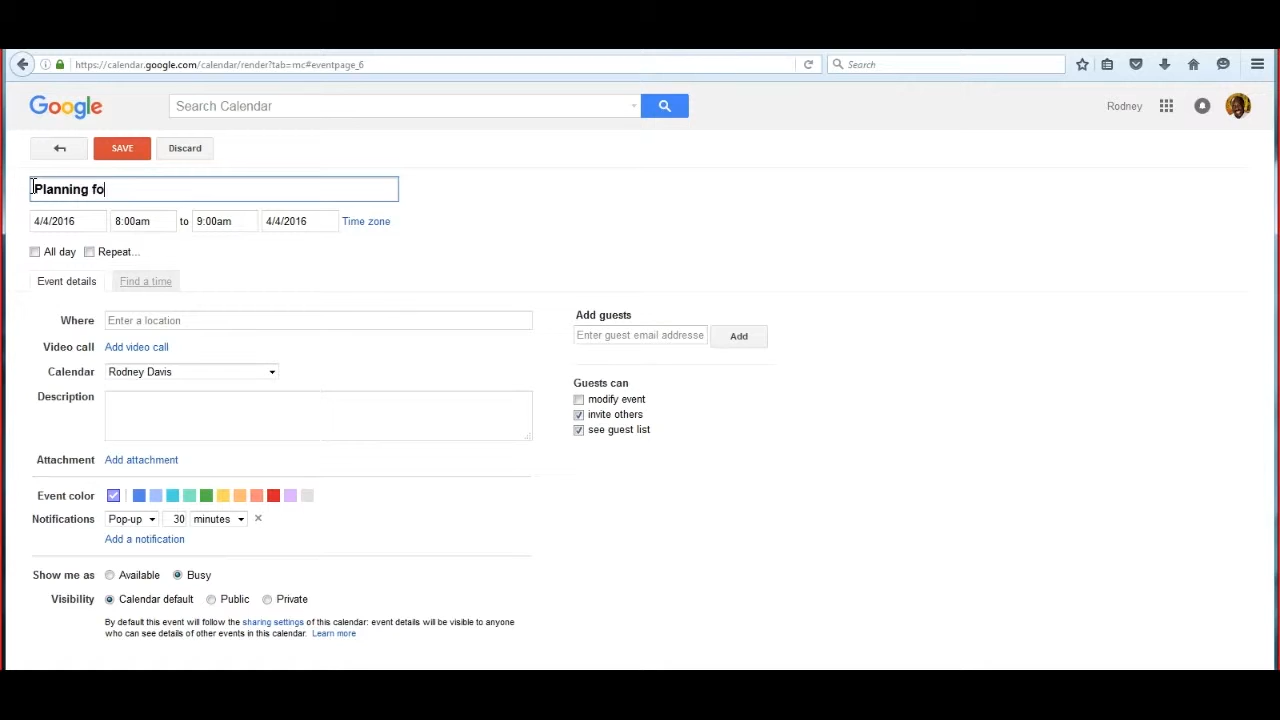 https://calendar.google.com/calendar/render?tab=mc#eventpage_6
Search
Google
Search Calendar
Rodney
SAVE
Discard
Planning fo
4/4/2016 8:00am to 9:00am 4/4/2016 Time zone
All day Repeat...
Event details Find a time
Where Enter a location
Video call Add video call
Calendar Rodney Davis
Description
Attachment Add attachment
Event color
Notifications Pop-up 30 minutes
Add a notification
Show me as Available Busy
Visibility Calendar default Public Private
By default this event will follow the sharing settings of this calendar: event details will be visible to anyone
who can see details of other events in this calendar. Learn more
Add guests
Enter guest email addresse Add
Guests can
modify event
invite others
see guest list